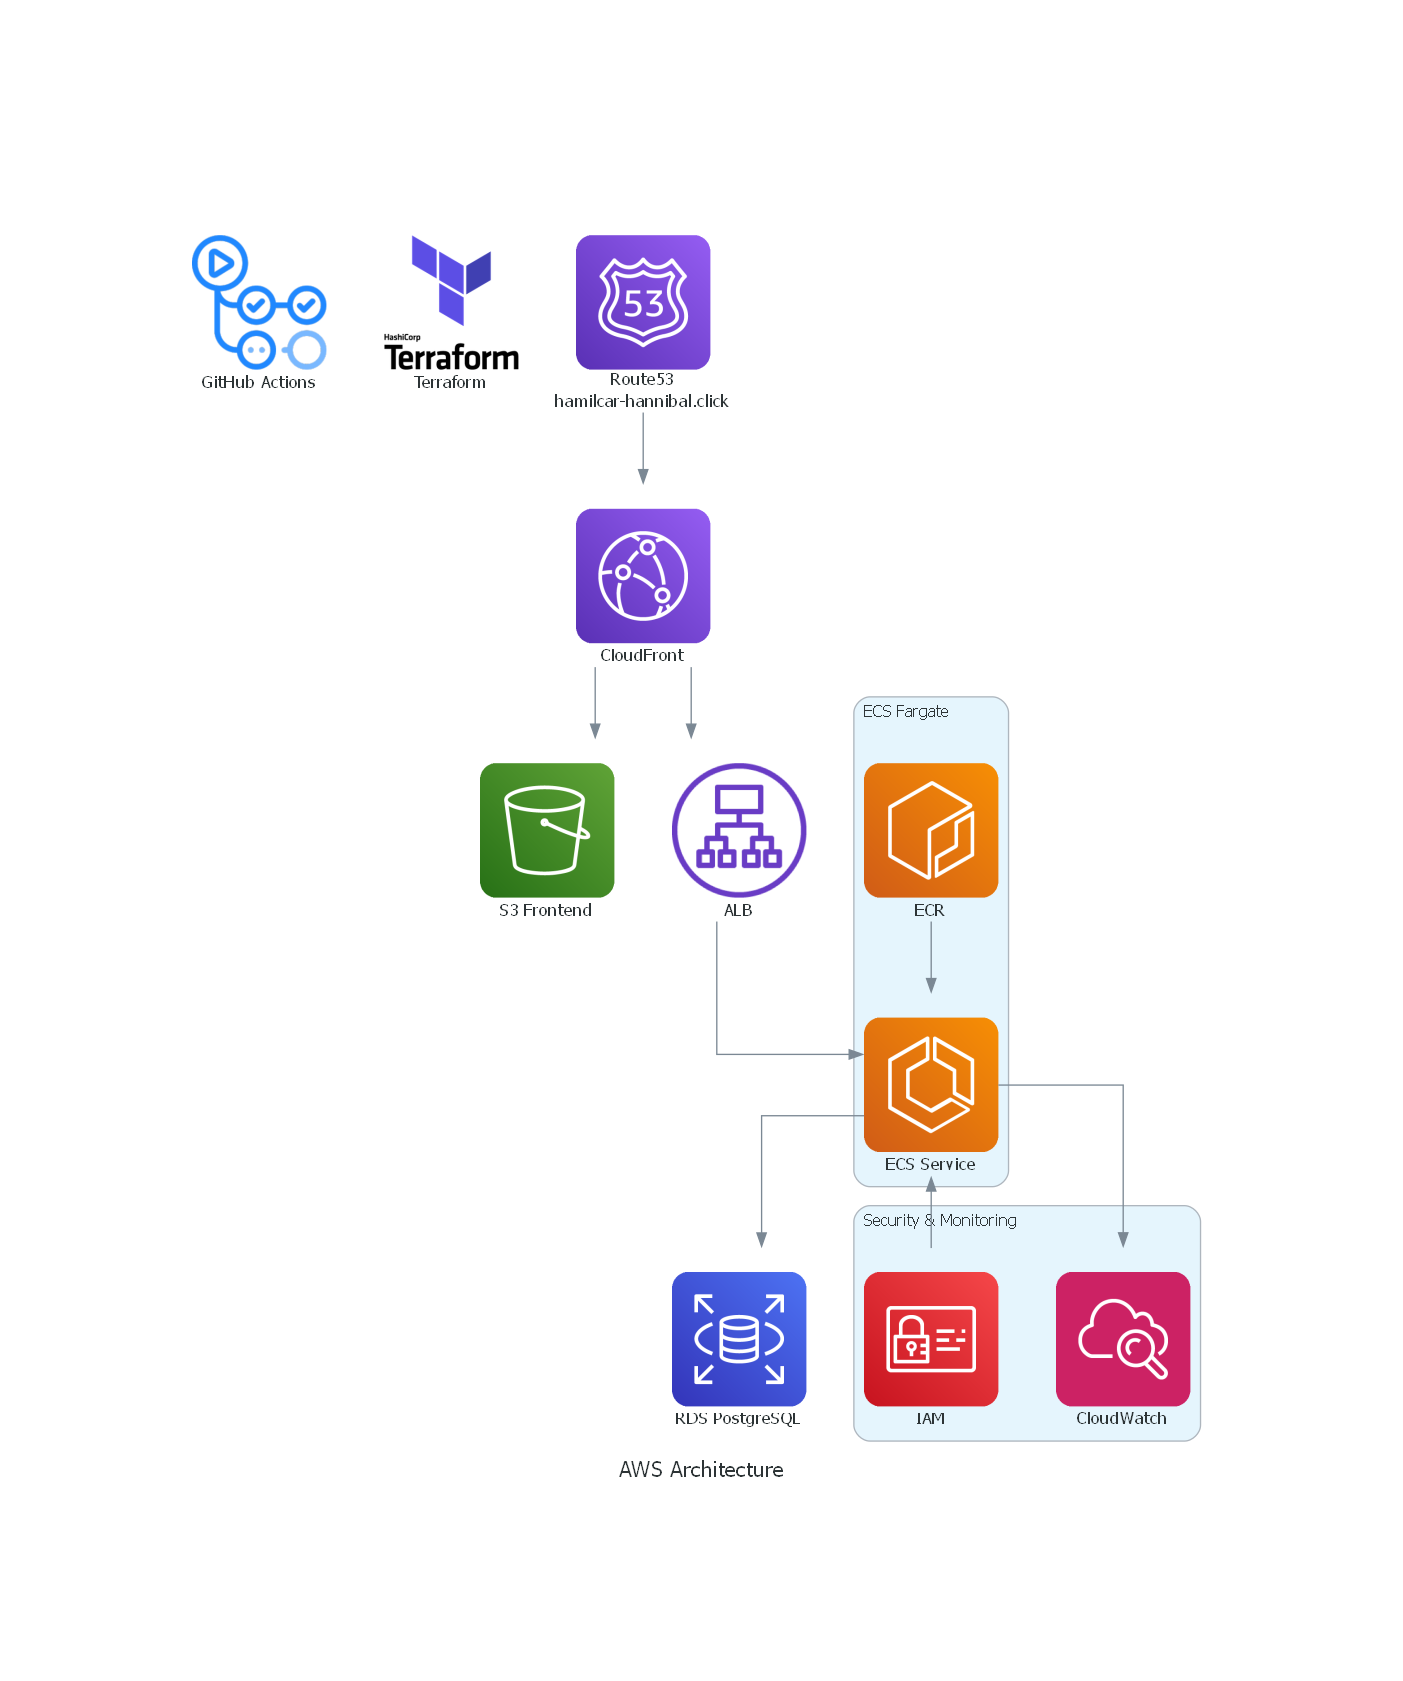 GitHub Actions
HashiCorp
Terraform
Terraform
53
Route53
hamilcar-hannibal.click
CloudFront
ECS Fargate
S3 Frontend
ALB
ECR
ECS Service
Security & Monitoring
RDS PostgreSQL
IAM
CloudWatch
AWS Architecture